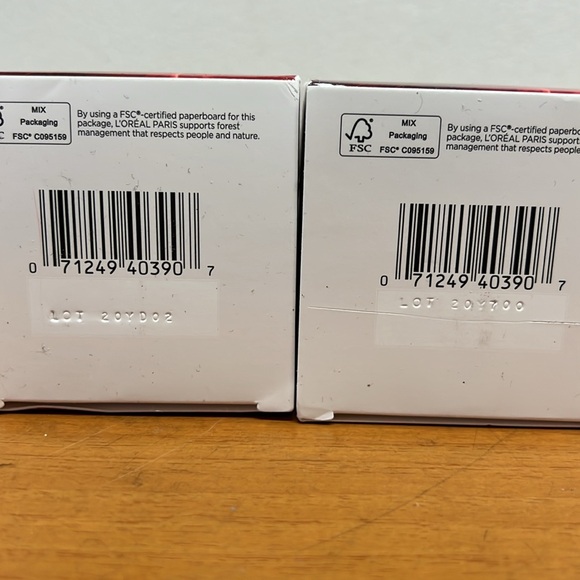 MIX
Packaging
FSC® C095159
By using a FSC®-certified paperboard for this
package, L'ORÉAL PARIS supports forest
management that respects people and nature.
0 71249 40390 7
LOT 20YD02
FSC
MIX
Packaging
FSC® C095159
By using a FSC®-certified
package, L'ORÉAL PARIS
management that respects people
0 71249 40390 7
LOT 20Y700